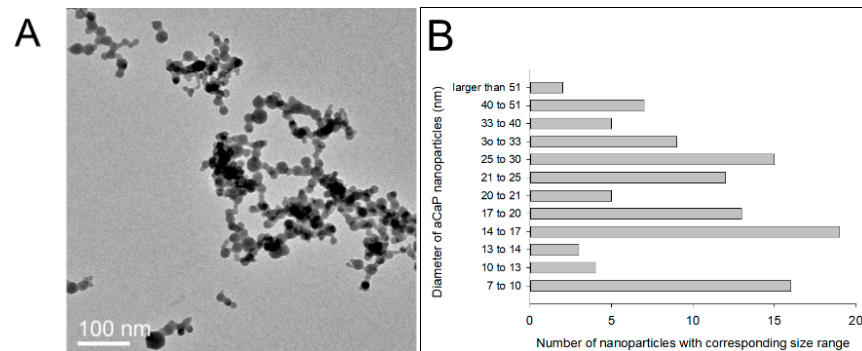 A
100 nm
B
Diameter of aCaP nanoparticles (nm)
larger than 51
40 to 51
33 to 40
3o to 33
25 to 30
21 to 25
20 to 21
17 to 20
14 to 17
13 to 14
10 to 13
7 to 10
0 5 10 15 20
Number of nanoparticles with corresponding size range